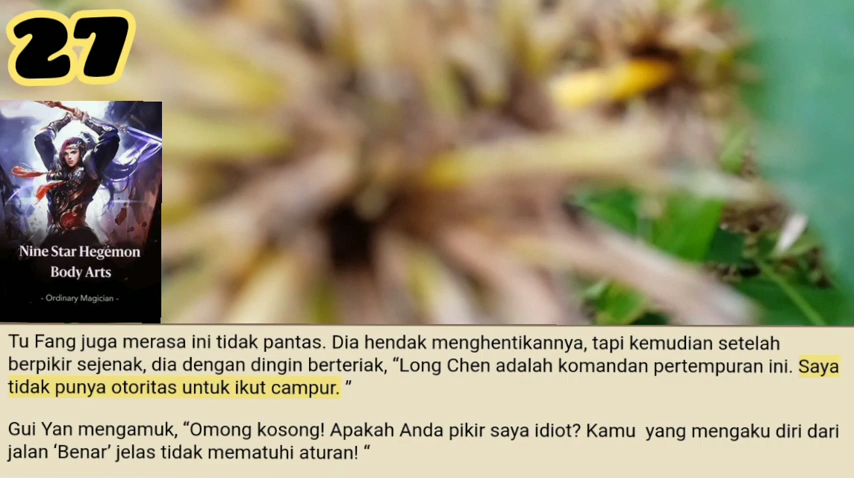 27
Nine Star Hegemon
Body Arts
- Ordinary Magician -
Tu Fang juga merasa ini tidak pantas. Dia hendak menghentikannya, tapi kemudian setelah
berpikir sejenak, dia dengan dingin berteriak, “Long Chen adalah komandan pertempuran ini. Saya
tidak punya otoritas untuk ikut campur. ”
Gui Yan mengamuk, “Omong kosong! Apakah Anda pikir saya idiot? Kamu  yang mengaku diri dari
jalan ‘Benar’ jelas tidak mematuhi aturan! “